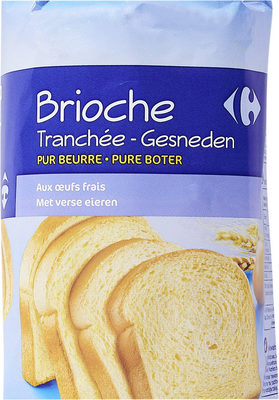 Brioche
Tranchée - Gesneden
PUR BEURRE • PURE BOTER
Aux œufs frais
Met verse eieren